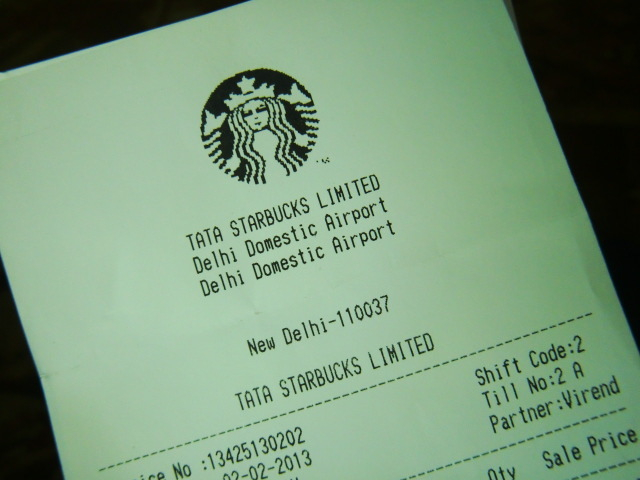 TATA STARBUCKS LIMITED
Delhi Domestic Airport
Delhi Domestic Airport
New Delhi-110037
TATA STARBUCKS LIMITED
Shift Code:2
Till No:2 A
Partner:Virend
ice No :13425130202
02-02-2013
Qty Sale Price